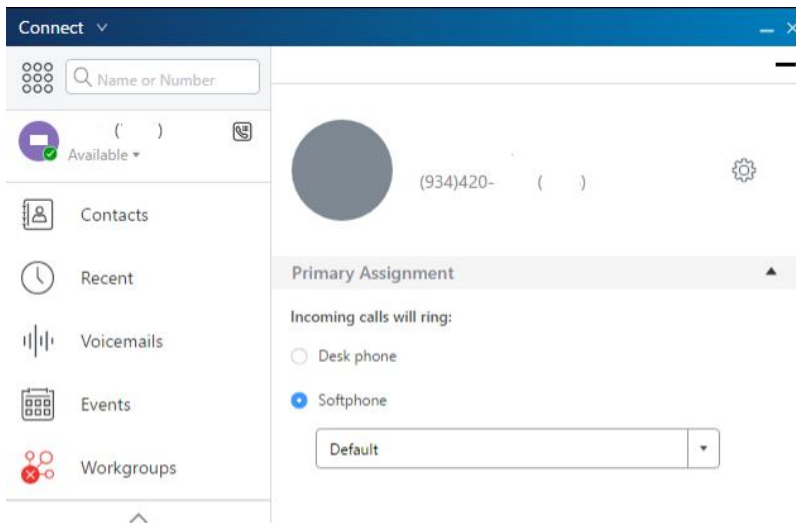 Connect
Name or Number
( )
Available
Contacts
Recent
Voicemails
Events
Workgroups
(934)420- ( )
Primary Assignment
Incoming calls will ring:
Desk phone
Softphone
Default